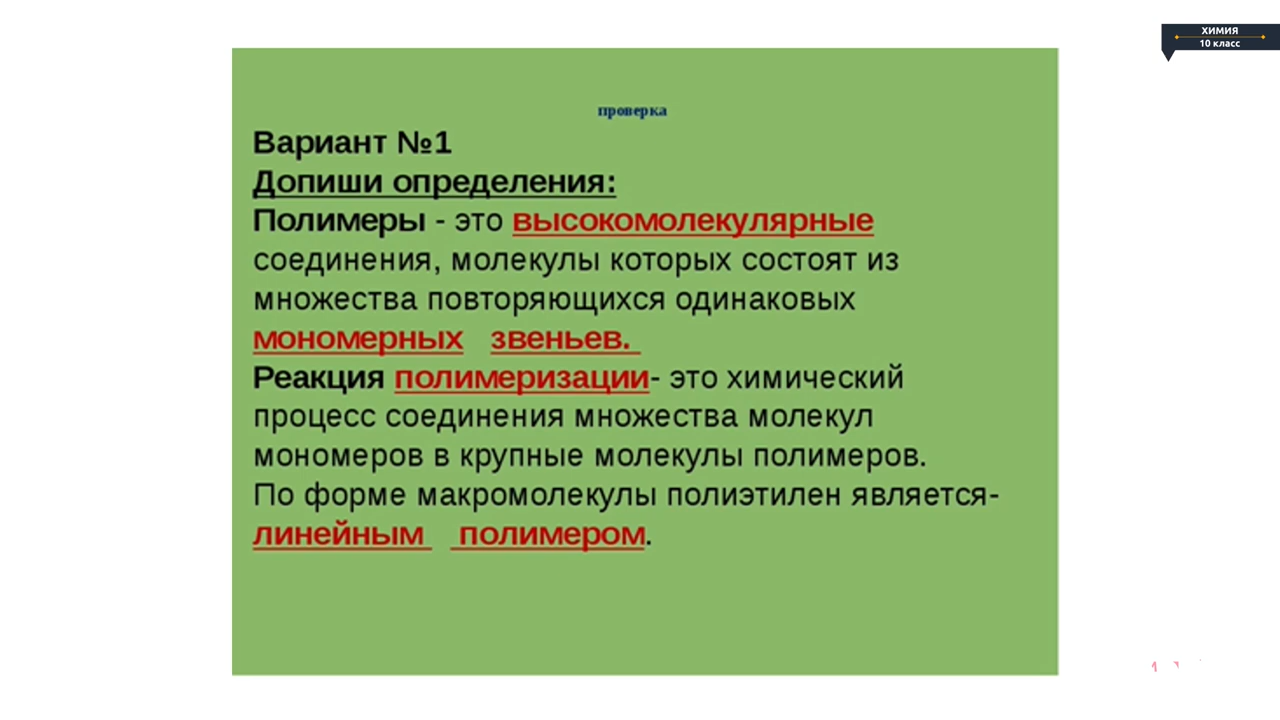 ХИМИЯ
10 класс
проверка
Вариант №1
Допиши определения:
Полимеры - это высокомолекулярные
соединения, молекулы которых состоят из
множества повторяющихся одинаковых
мономерных звеньев.
Реакция полимеризации- это химический
процесс соединения множества молекул
мономеров в крупные молекулы полимеров.
По форме макромолекулы полиэтилен является-
линейным полимером.